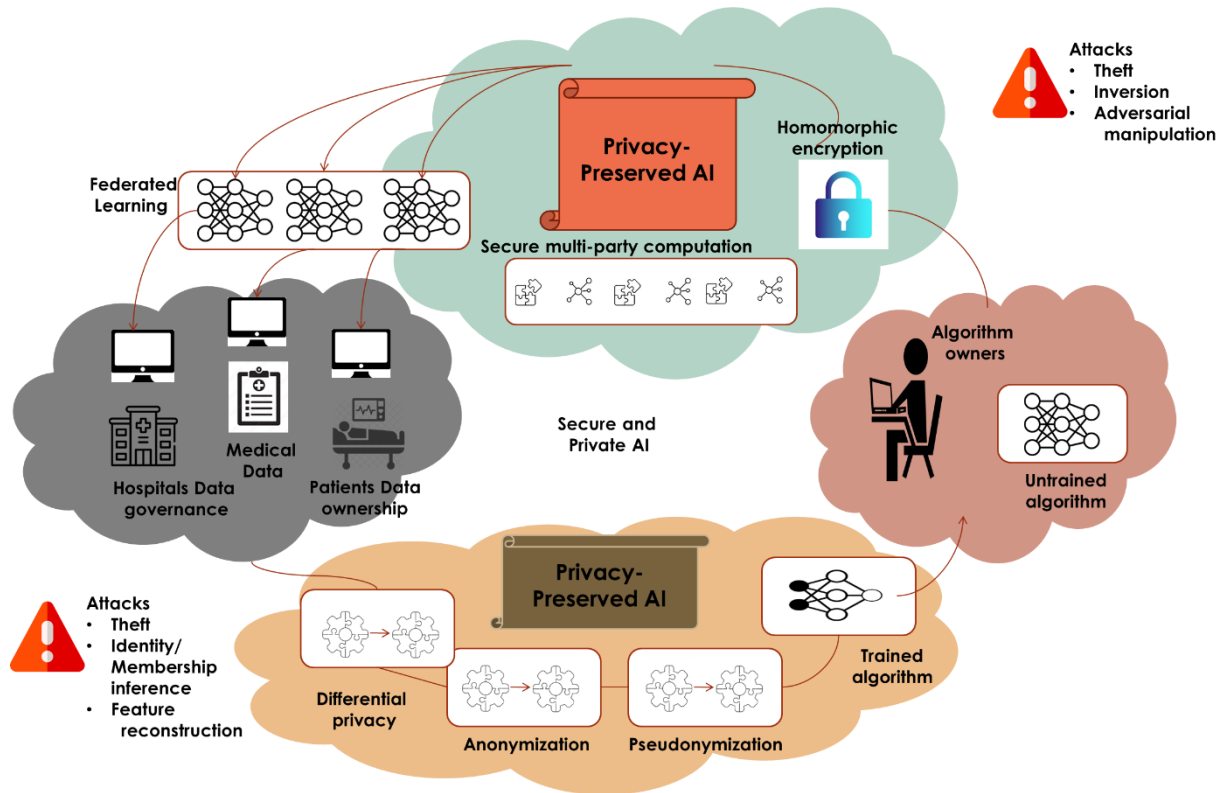 Attacks
• Theft
• Inversion
• Adversarial
manipulation
Privacy-
Preserved AI
Homomorphic
encryption
Federated
Learning
Secure multi-party computation
Algorithm
owners
Untrained
algorithm
Medical
Data
Hospitals Data
governance
Patients Data
ownership
Secure and
Private AI
Privacy-
Preserved AI
Attacks
• Theft
• Identity/
Membership
inference
• Feature
reconstruction
Differential
privacy
Anonymization
Pseudonymization
Trained
algorithm